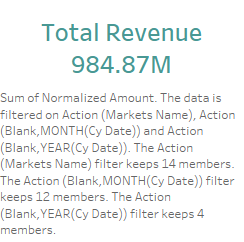 Total Revenue
984.87M
Sum of Normalized Amount. The data is
filtered on Action (Markets Name), Action
(Blank,MONTH(Cy Date)) and Action
(Blank,YEAR(Cy Date)). The Action
(Markets Name) filter keeps 14 members.
The Action (Blank,MONTH(Cy Date)) filter
keeps 12 members. The Action
(Blank,YEAR(Cy Date)) filter keeps 4
members.